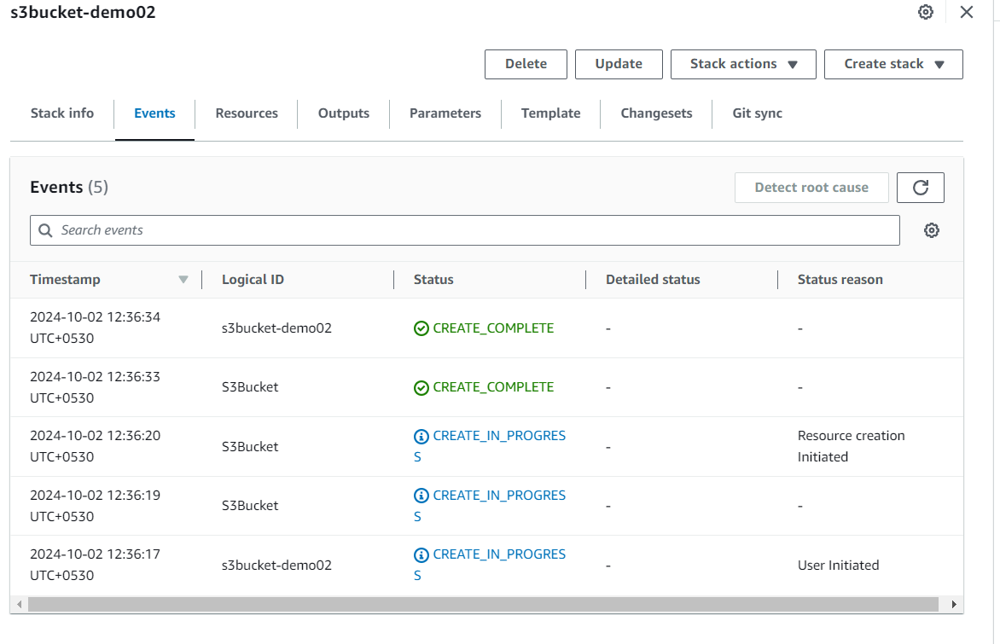 s3bucket-demo02
Delete Update Stack actions Create stack
Stack info Events Resources Outputs Parameters Template Changesets Git sync
Events (5)
Detect root cause
Search events
Timestamp Logical ID Status Detailed status Status reason
2024-10-02 12:36:34
UTC+0530
s3bucket-demo02
CREATE_COMPLETE
-
-
2024-10-02 12:36:33
UTC+0530
S3Bucket
CREATE_COMPLETE
-
-
2024-10-02 12:36:20
UTC+0530
S3Bucket
CREATE_IN_PROGRES
S
-
Resource creation
Initiated
2024-10-02 12:36:19
UTC+0530
S3Bucket
CREATE_IN_PROGRES
S
-
-
2024-10-02 12:36:17
UTC+0530
s3bucket-demo02
CREATE_IN_PROGRES
S
-
User Initiated